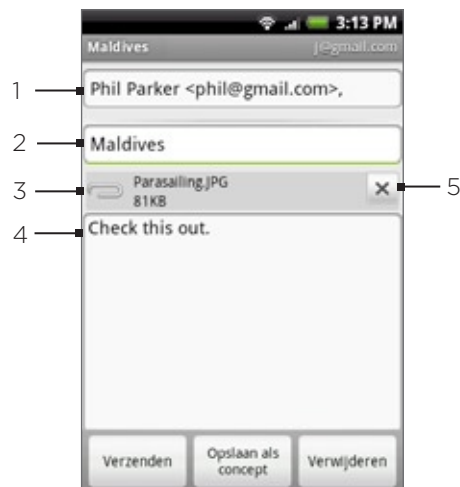 3:13 PM
Maldives j@gmail.com
1 Phil Parker <phil@gmail.com>,
2 Maldives
3 Parasailing.JPG 5
81KB
4 Check this out.
Verzenden Opslaan als concept Verwijderen